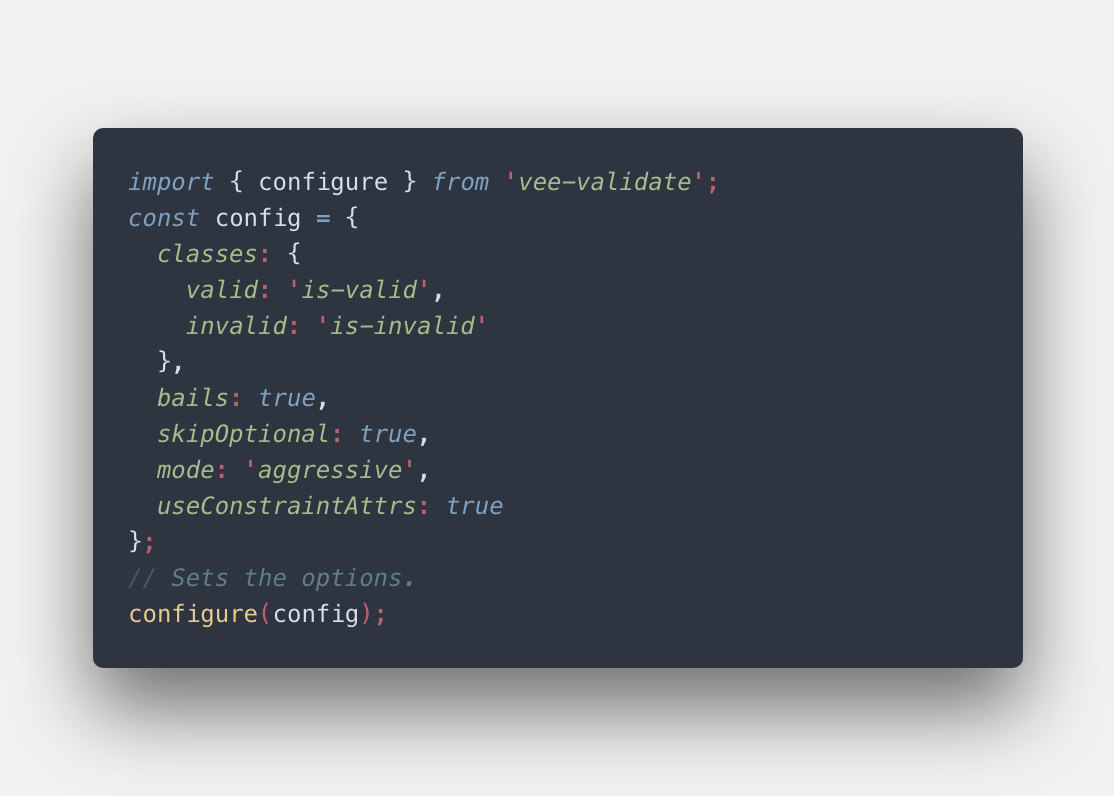 import { configure } from 'vee-validate';
const config = {
  classes: {
    valid: 'is-valid',
    invalid: 'is-invalid'
  },
  bails: true,
  skipOptional: true,
  mode: 'aggressive',
  useConstraintAttrs: true
};
// Sets the options.
configure(config);